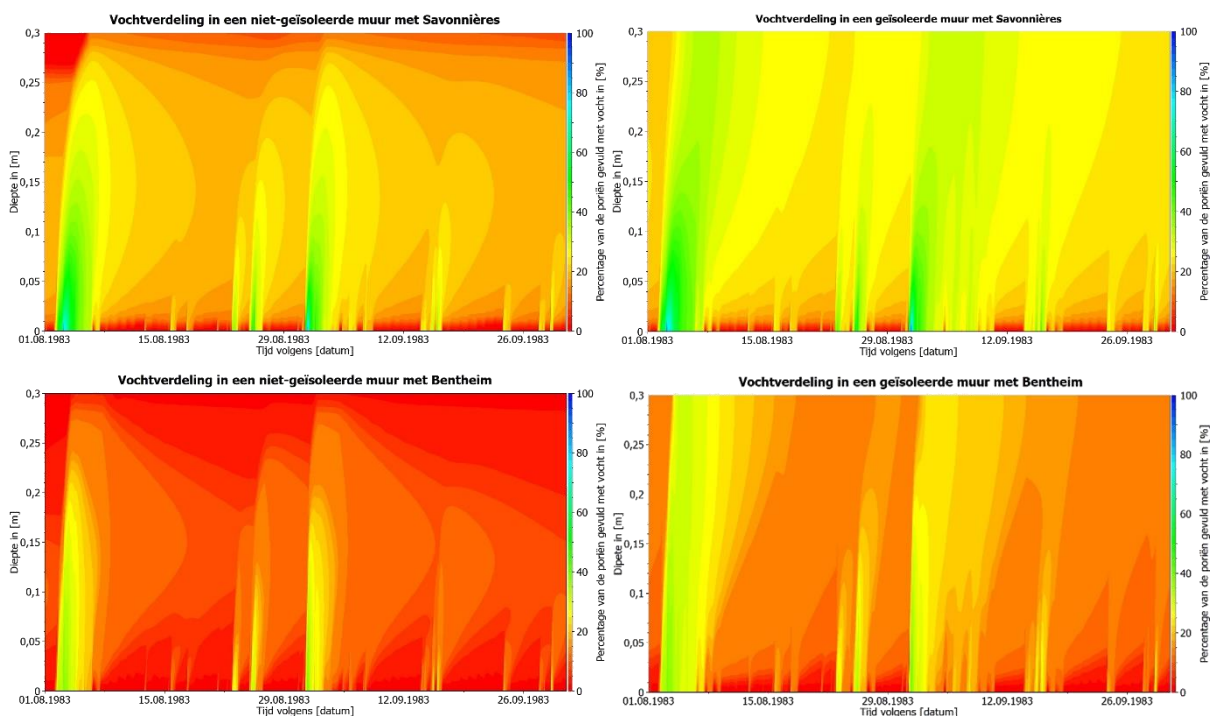 Vochtverdeling in een niet-geïsoleerde muur met Savonnières
0,3
0,25
0,2
0,15
0,1
0,05
0
Diepte in [m]
01.08.1983 15.08.1983 29.08.1983 12.09.1983 26.09.1983
Tijd volgens [datum]
100
80
60
40
20
0
Percentage van de poriën gevuld met vocht in [%]
Vochtverdeling in een geïsoleerde muur met Savonnières
0,3
0,25
0,2
0,15
0,1
0,05
0
Diepte in [m]
01.08.1983 15.08.1983 29.08.1983 12.09.1983 26.09.1983
Tijd volgens [datum]
100
80
60
40
20
0
Percentage van de poriën gevuld met vocht in [%]
Vochtverdeling in een niet-geïsoleerde muur met Bentheim
0,3
0,25
0,2
0,15
0,1
0,05
0
Diepte in [m]
01.08.1983 15.08.1983 29.08.1983 12.09.1983 26.09.1983
Tijd volgens [datum]
100
80
60
40
20
0
Percentage van de poriën gevuld met vocht in [%]
Vochtverdeling in een geïsoleerde muur met Bentheim
0,3
0,25
0,2
0,15
0,1
0,05
0
Dipete in [m]
01.08.1983 15.08.1983 29.08.1983 12.09.1983 26.09.1983
Tijd volgens [datum]
100
80
60
40
20
0
Percentage van de poriën gevuld met vocht in [%]